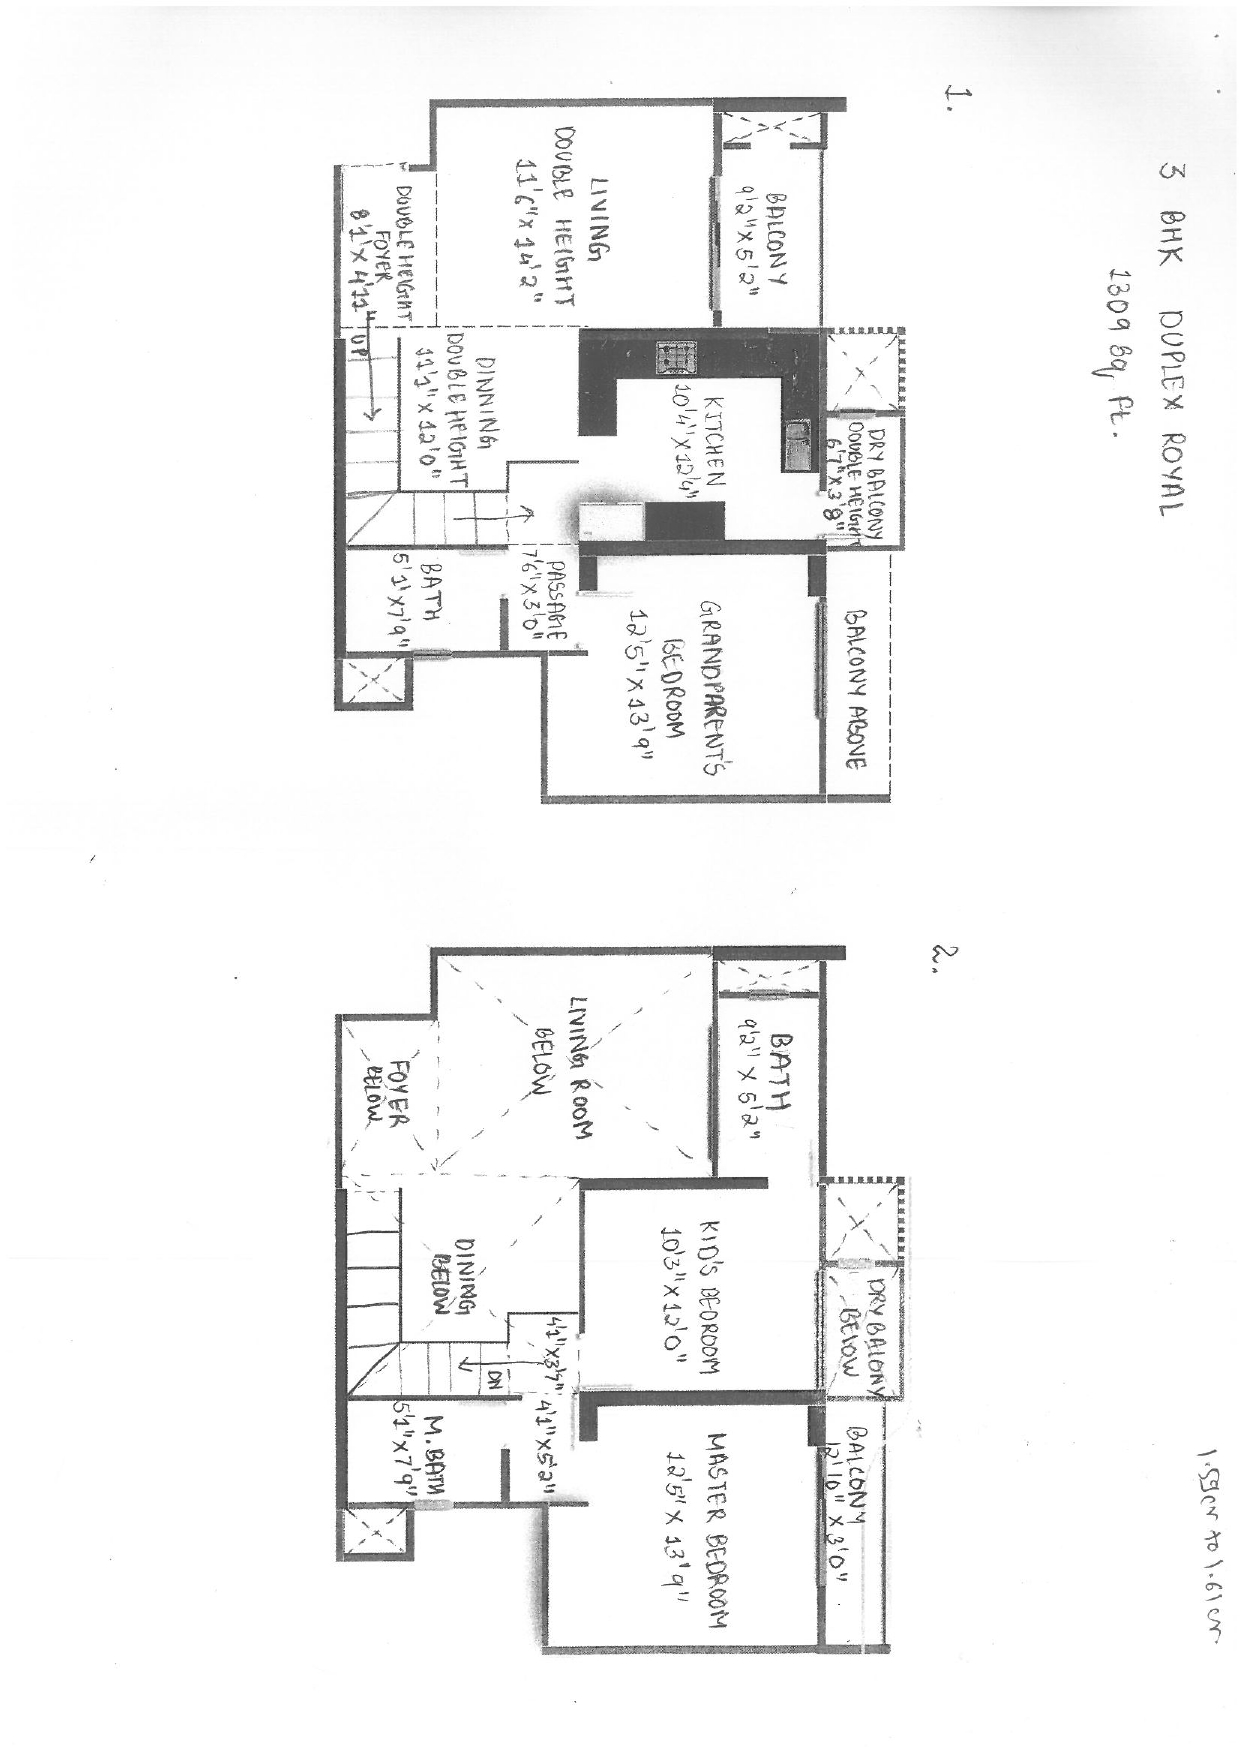 3 BHK DUPLEX ROYAL
1309 Sq. ft.
1.
BALCONY
9'2" X 5'2"
LIVING
DOUBLE HEIGHT
11'6" X 14'2"
DOUBLE HEIGHT
FOYER
8'1" X 4'11"
UP
DINNING
DOUBLE HEIGHT
11'1" X 12'0"
KITCHEN
10'4" X 12'4"
DRY BALCONY
DOUBLE HEIGHT
6'7" X 3'8"
BATH
5'1" X 7'9"
PASSAGE
7'6" X 3'0"
GRANDPARENT'S
BEDROOM
12'5" X 13'9"
BALCONY ABOVE
2.
BATH
9'2" X 5'2"
LIVING ROOM
BELOW
FOYER
BELOW
DINING
BELOW
KID'S BEDROOM
10'3" X 12'0"
DRY BALONY
BELOW
4'1" X 3'7"
DN
4'1" X 5'2"
M. BATH
5'1" X 7'9"
MASTER BEDROOM
12'5" X 13'9"
BALCONY
12'10" X 3'0"
1.59cm to 1.61cm